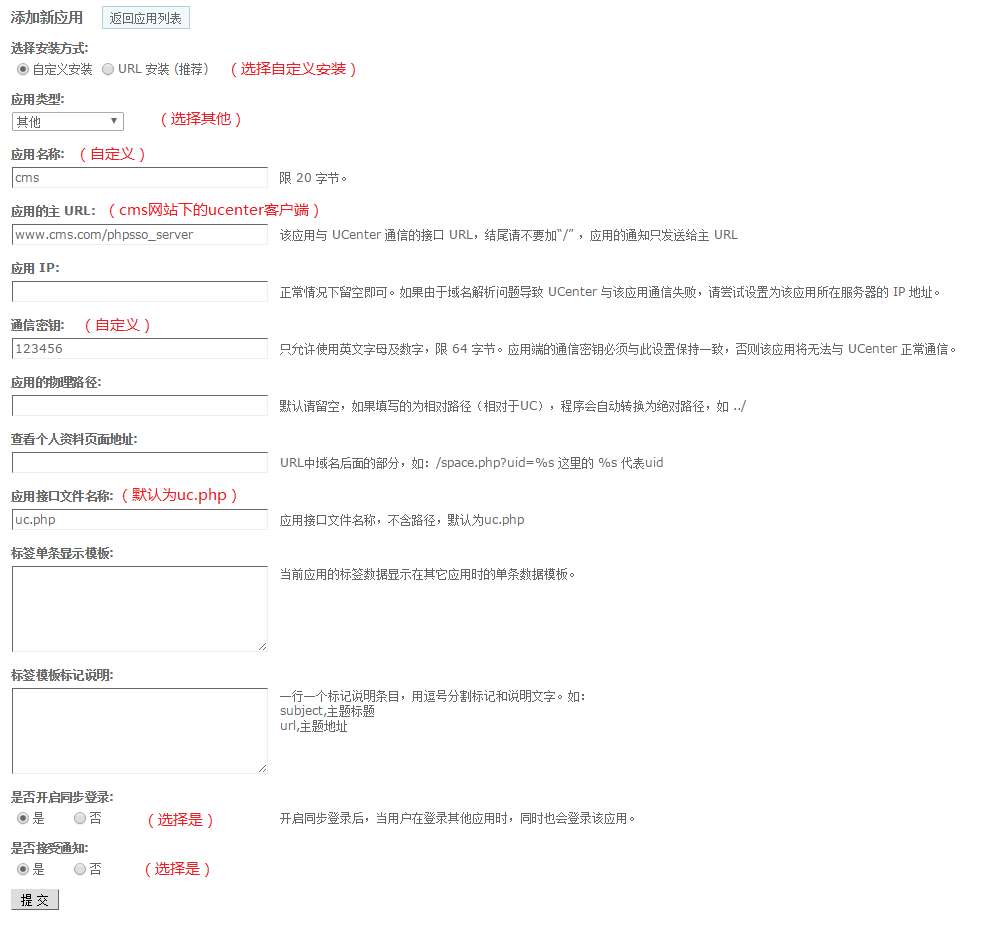 添加新应用 返回应用列表
选择安装方式:
自定义安装 URL 安装 (推荐) （选择自定义安装）
应用类型:
其他 （选择其他）
应用名称: （自定义）
cms 限 20 字节。
应用的主 URL: （cms网站下的ucenter客户端）
www.cms.com/phpsso_server 该应用与 UCenter 通信的接口 URL，结尾请不要加“/” ，应用的通知只发送给主 URL
应用 IP:
正常情况下留空即可。如果由于域名解析问题导致 UCenter 与该应用通信失败，请尝试设置为该应用所在服务器的 IP 地址。
通信密钥: （自定义）
123456 只允许使用英文字母及数字，限 64 字节。应用端的通信密钥必须与此设置保持一致，否则该应用将无法与 UCenter 正常通信。
应用的物理路径:
默认请留空，如果填写的为相对路径（相对于UC），程序会自动转换为绝对路径，如 ../
查看个人资料页面地址:
URL中域名后面的部分，如：/space.php?uid=%s 这里的 %s 代表uid
应用接口文件名称: （默认为uc.php）
uc.php 应用接口文件名称，不含路径，默认为uc.php
标签单条显示模板:
当前应用的标签数据显示在其它应用时的单条数据模板。
标签模板标记说明:
一行一个标记说明条目，用逗号分割标记和说明文字。如：
subject,主题标题
url,主题地址
是否开启同步登录:
是 否 （选择是） 开启同步登录后，当用户在登录其他应用时，同时也会登录该应用。
是否接受通知:
是 否 （选择是）
提 交